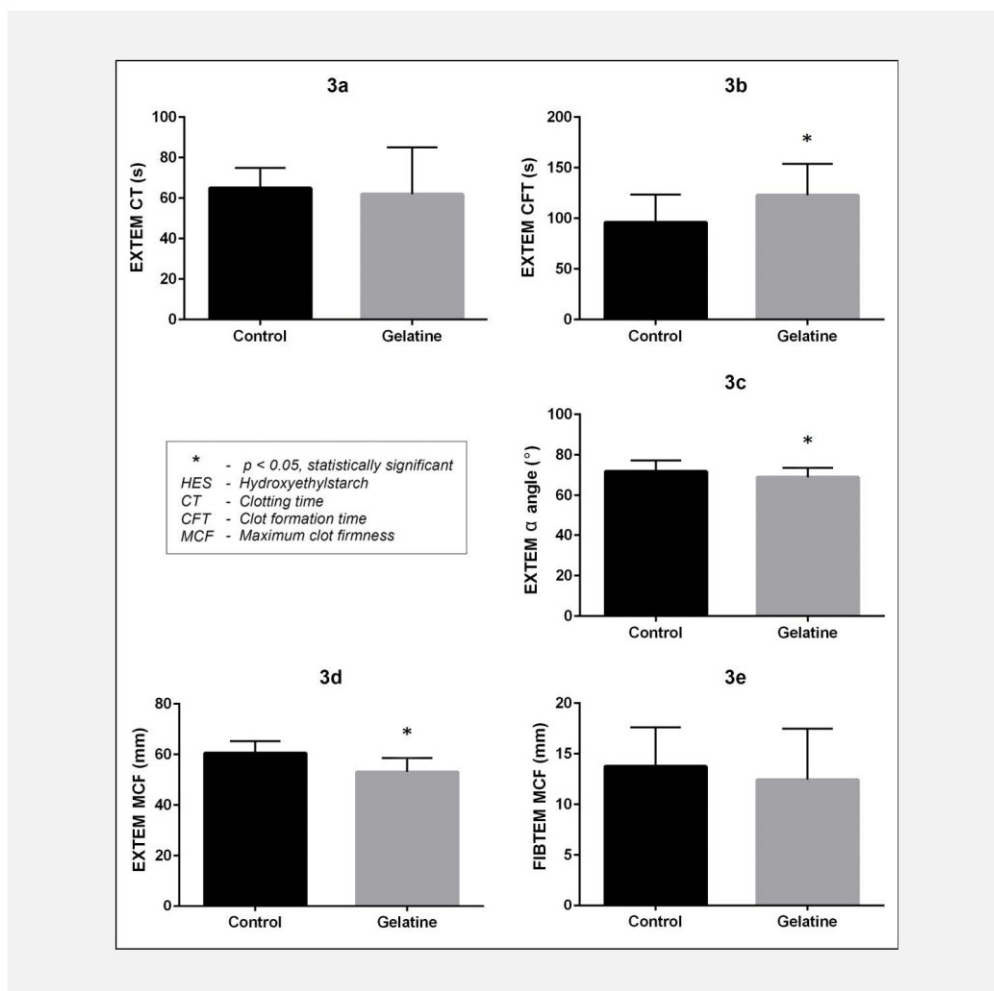 3a
EXTEM CT (s)
100
80
60
40
20
0
Control Gelatine
3b
EXTEM CFT (s)
200
150
100
50
0
*
Control Gelatine
3c
EXTEM α angle (°)
100
80
60
40
20
0
*
Control Gelatine
* - p < 0.05, statistically significant
HES - Hydroxyethylstarch
CT - Clotting time
CFT - Clot formation time
MCF - Maximum clot firmness
3d
EXTEM MCF (mm)
80
60
40
20
0
*
Control Gelatine
3e
FIBTEM MCF (mm)
20
15
10
5
0
Control Gelatine